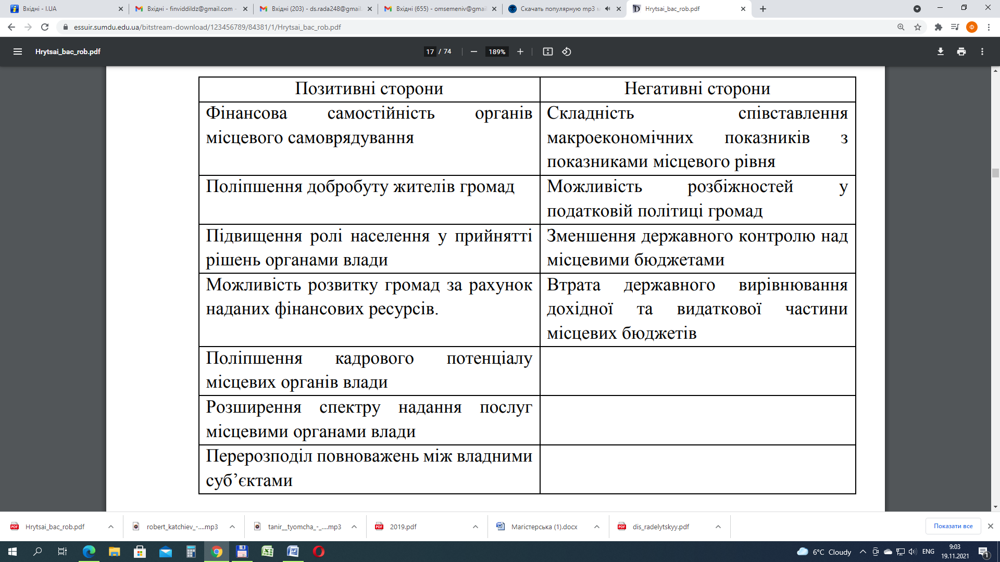 Вхідні - I.UA
Вхідні - finviddildz@gmail.com -
Вхідні (203) - ds.rada248@gmail.
Вхідні (655) - omsemeniv@gmai
Скачать популярную mp3 м
Hrytsai_bac_rob.pdf
essuir.sumdu.edu.ua/bitstream-download/123456789/84381/1/Hrytsai_bac_rob.pdf
Ф
Hrytsai_bac_rob.pdf
17 / 74
189%
Позитивні сторони
Негативні сторони
Фінансова самостійність органів
місцевого самоврядування
Складність співставлення
макроекономічних показників з
показниками місцевого рівня
Поліпшення добробуту жителів громад
Можливість розбіжностей у
податковій політиці громад
Підвищення ролі населення у прийнятті
рішень органами влади
Зменшення державного контролю над
місцевими бюджетами
Можливість розвитку громад за рахунок
наданих фінансових ресурсів.
Втрата державного вирівнювання
дохідної та видаткової частини
місцевих бюджетів
Поліпшення кадрового потенціалу
місцевих органів влади
Розширення спектру надання послуг
місцевими органами влади
Перерозподіл повноважень між владними
суб’єктами
Hrytsai_bac_rob.pdf
robert_katchiev_-....mp3
tanir__tyomcha_-_....mp3
2019.pdf
Магістерська (1).docx
dis_radelytskyy.pdf
Показати все
6°C Cloudy
ENG
9:03
19.11.2021
1